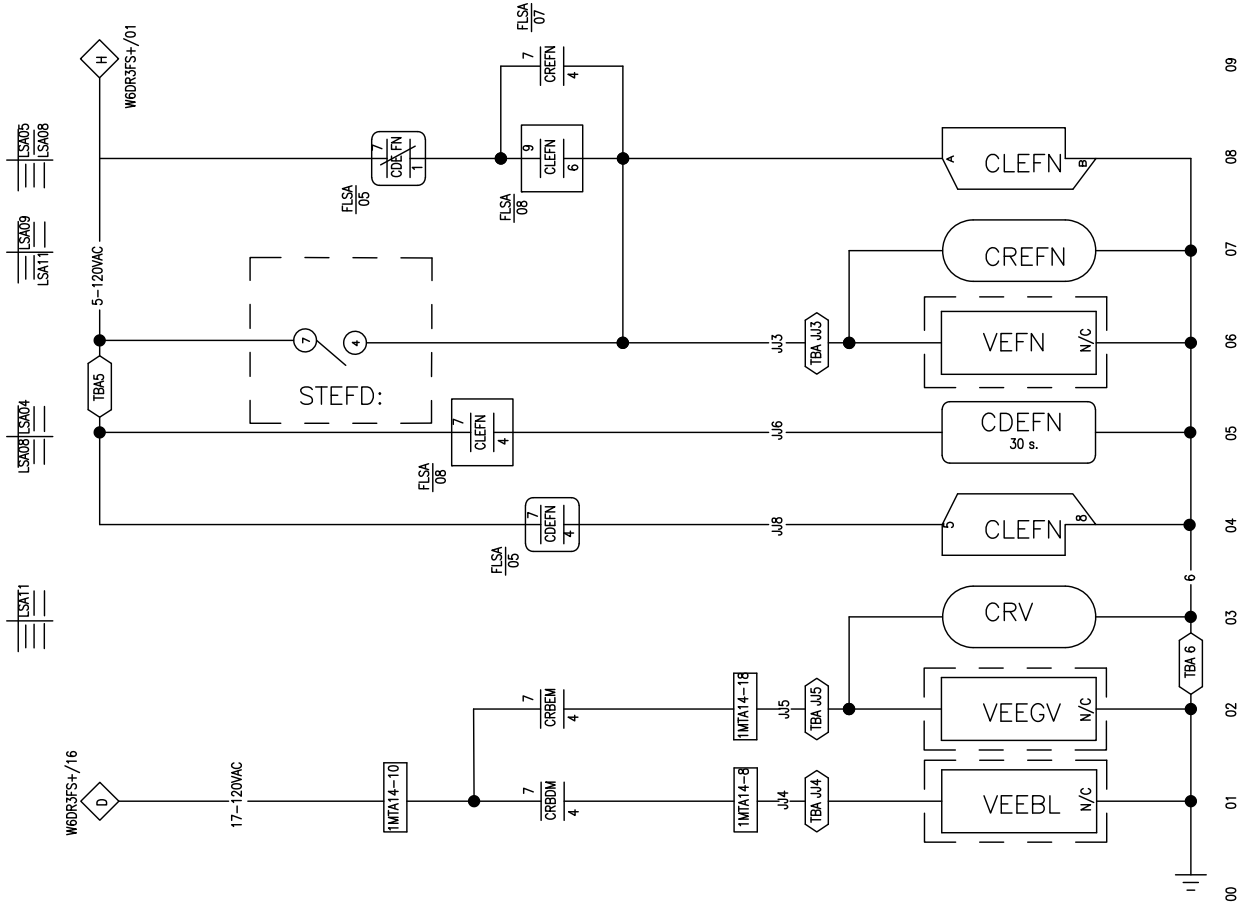 W6DR3FS+/01
H
LSA05
LSA08
LSA09
LSA11
5-120VAC
TBA5
LSA08
LSA04
LSAT1
W6DR3FS+/16
D
17-120VAC
1MTA14-10
FLSA
07
7
CREFN
4
09
FLSA
05
7
CDEFN
1
FLSA
08
9
CLEFN
6
A
CLEFN
B
08
CREFN
07
7
4
STEFD:
JJ3
TBA JJ3
VEFN
N/C
06
FLSA
08
7
CLEFN
4
JJ6
CDEFN
30 s.
05
FLSA
05
7
CDEFN
4
JJ8
5
CLEFN
8
04
6
CRV
03
TBA 6
7
CRBEM
4
1MTA14-18
JJ5
TBA JJ5
VEEGV
N/C
02
7
CRBDM
4
1MTA14-8
JJ4
TBA JJ4
VEEBL
N/C
01
00